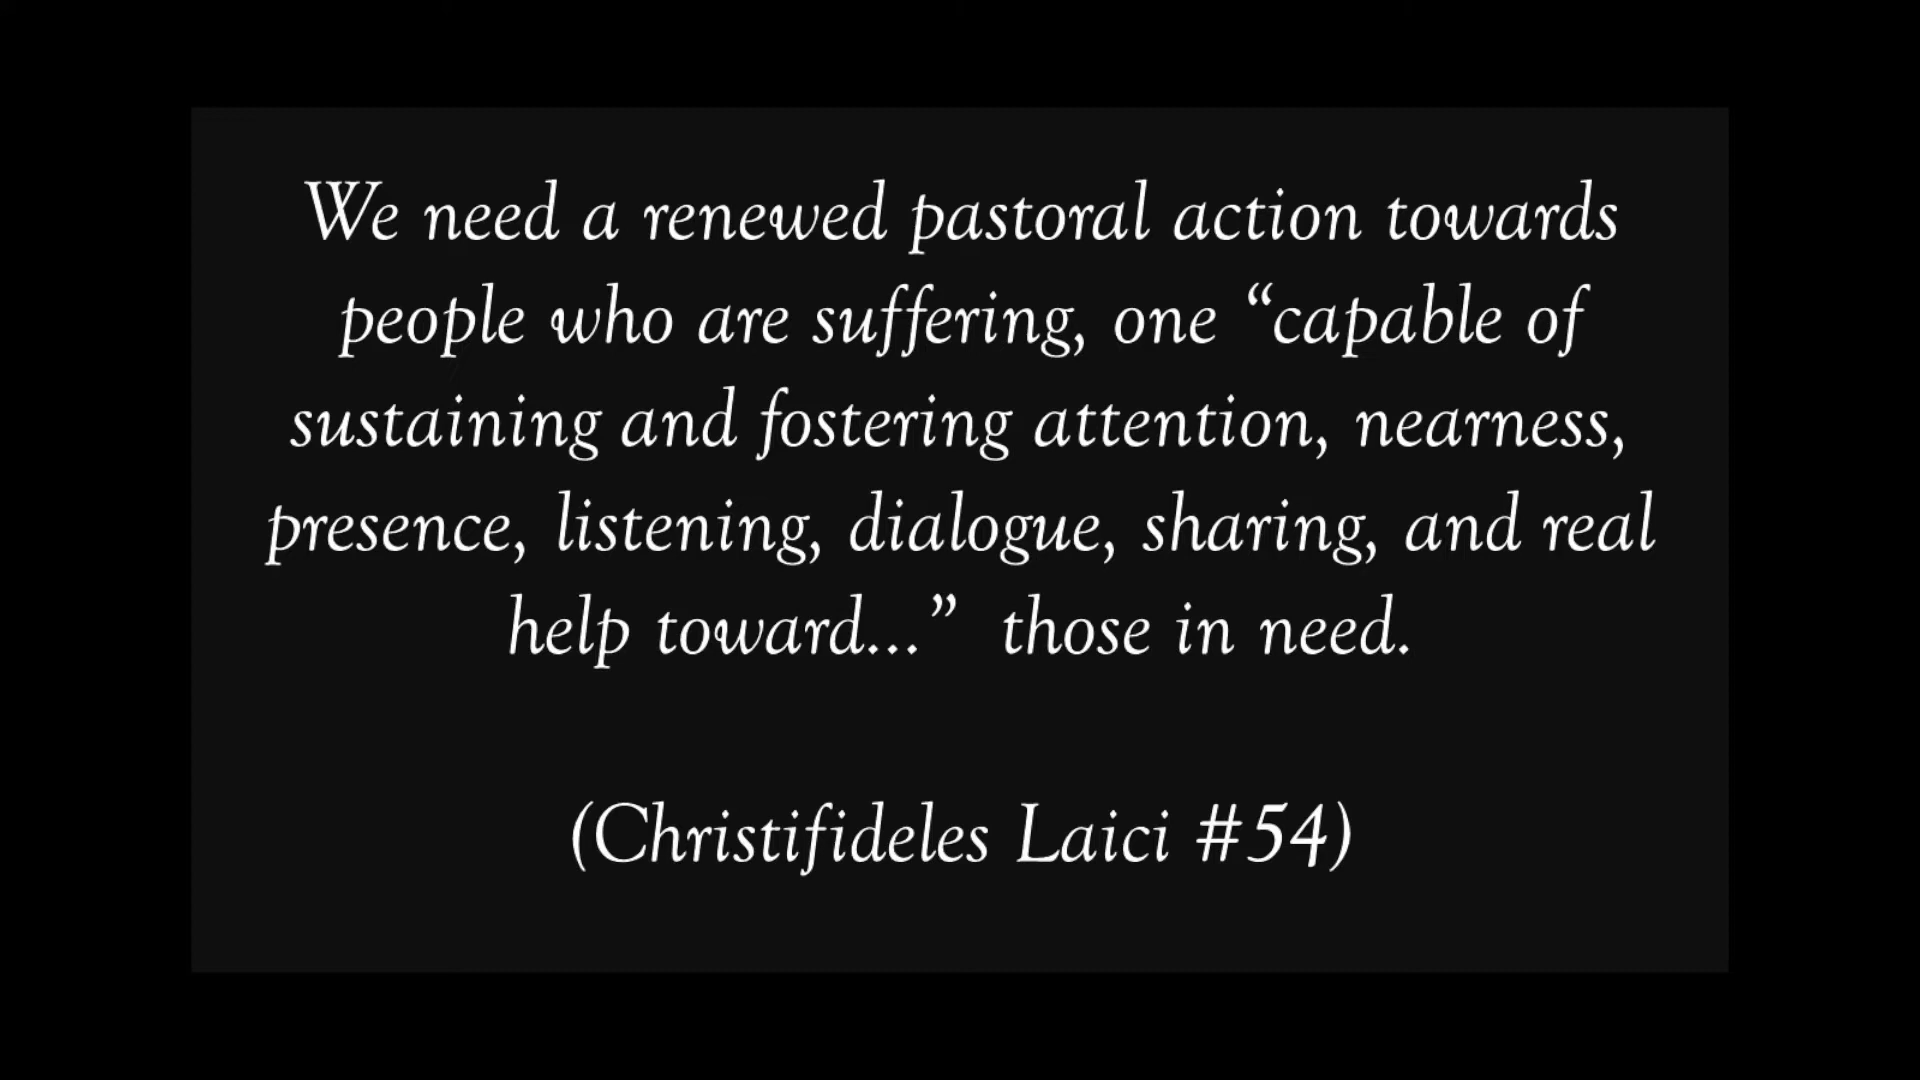 We need a renewed pastoral action towards
people who are suffering, one “capable of
sustaining and fostering attention, nearness,
presence, listening, dialogue, sharing, and real
help toward...”  those in need.
(Christifideles Laici #54)